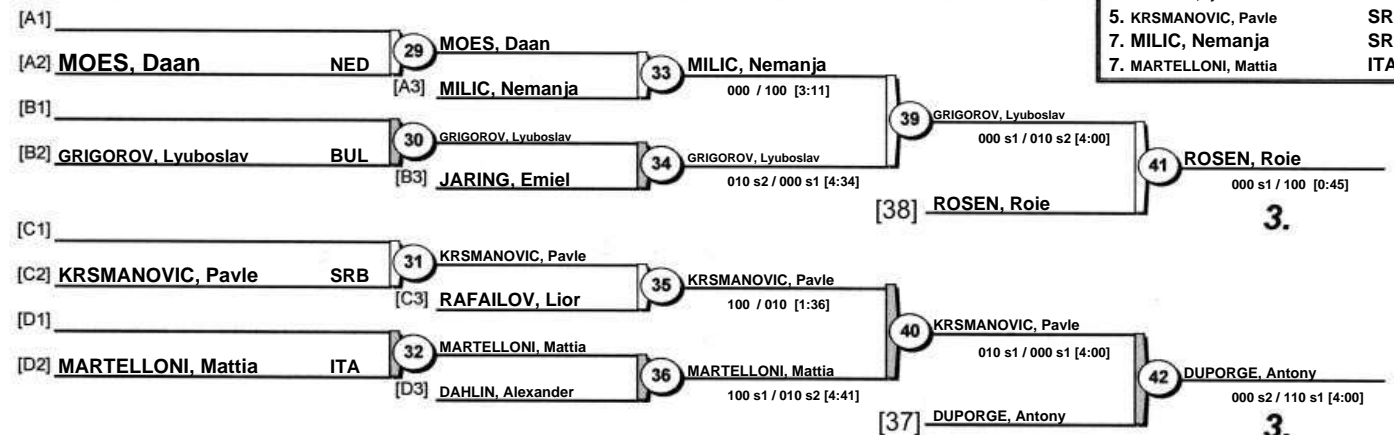 [A1]
[A2] MOES, Daan NED
29
MOES, Daan
[A3] MILIC, Nemanja
33
MILIC, Nemanja
000 / 100 [3:11]
[B1]
[B2] GRIGOROV, Lyuboslav BUL
30
GRIGOROV, Lyuboslav
[B3] JARING, Emiel
34
GRIGOROV, Lyuboslav
010 s2 / 000 s1 [4:34]
39
GRIGOROV, Lyuboslav
000 s1 / 010 s2 [4:00]
[38] ROSEN, Roie
41
ROSEN, Roie
000 s1 / 100 [0:45]
3.
[C1]
[C2] KRSMANOVIC, Pavle SRB
31
KRSMANOVIC, Pavle
[C3] RAFAILOV, Lior
35
KRSMANOVIC, Pavle
100 / 010 [1:36]
[D1]
[D2] MARTELLONI, Mattia ITA
32
MARTELLONI, Mattia
[D3] DAHLIN, Alexander
36
MARTELLONI, Mattia
100 s1 / 010 s2 [4:41]
40
KRSMANOVIC, Pavle
010 s1 / 000 s1 [4:00]
[37] DUPORGE, Antony
42
DUPORGE, Antony
000 s2 / 110 s1 [4:00]
3.
5. KRSMANOVIC, Pavle SR
7. MILIC, Nemanja SR
7. MARTELLONI, Mattia ITA